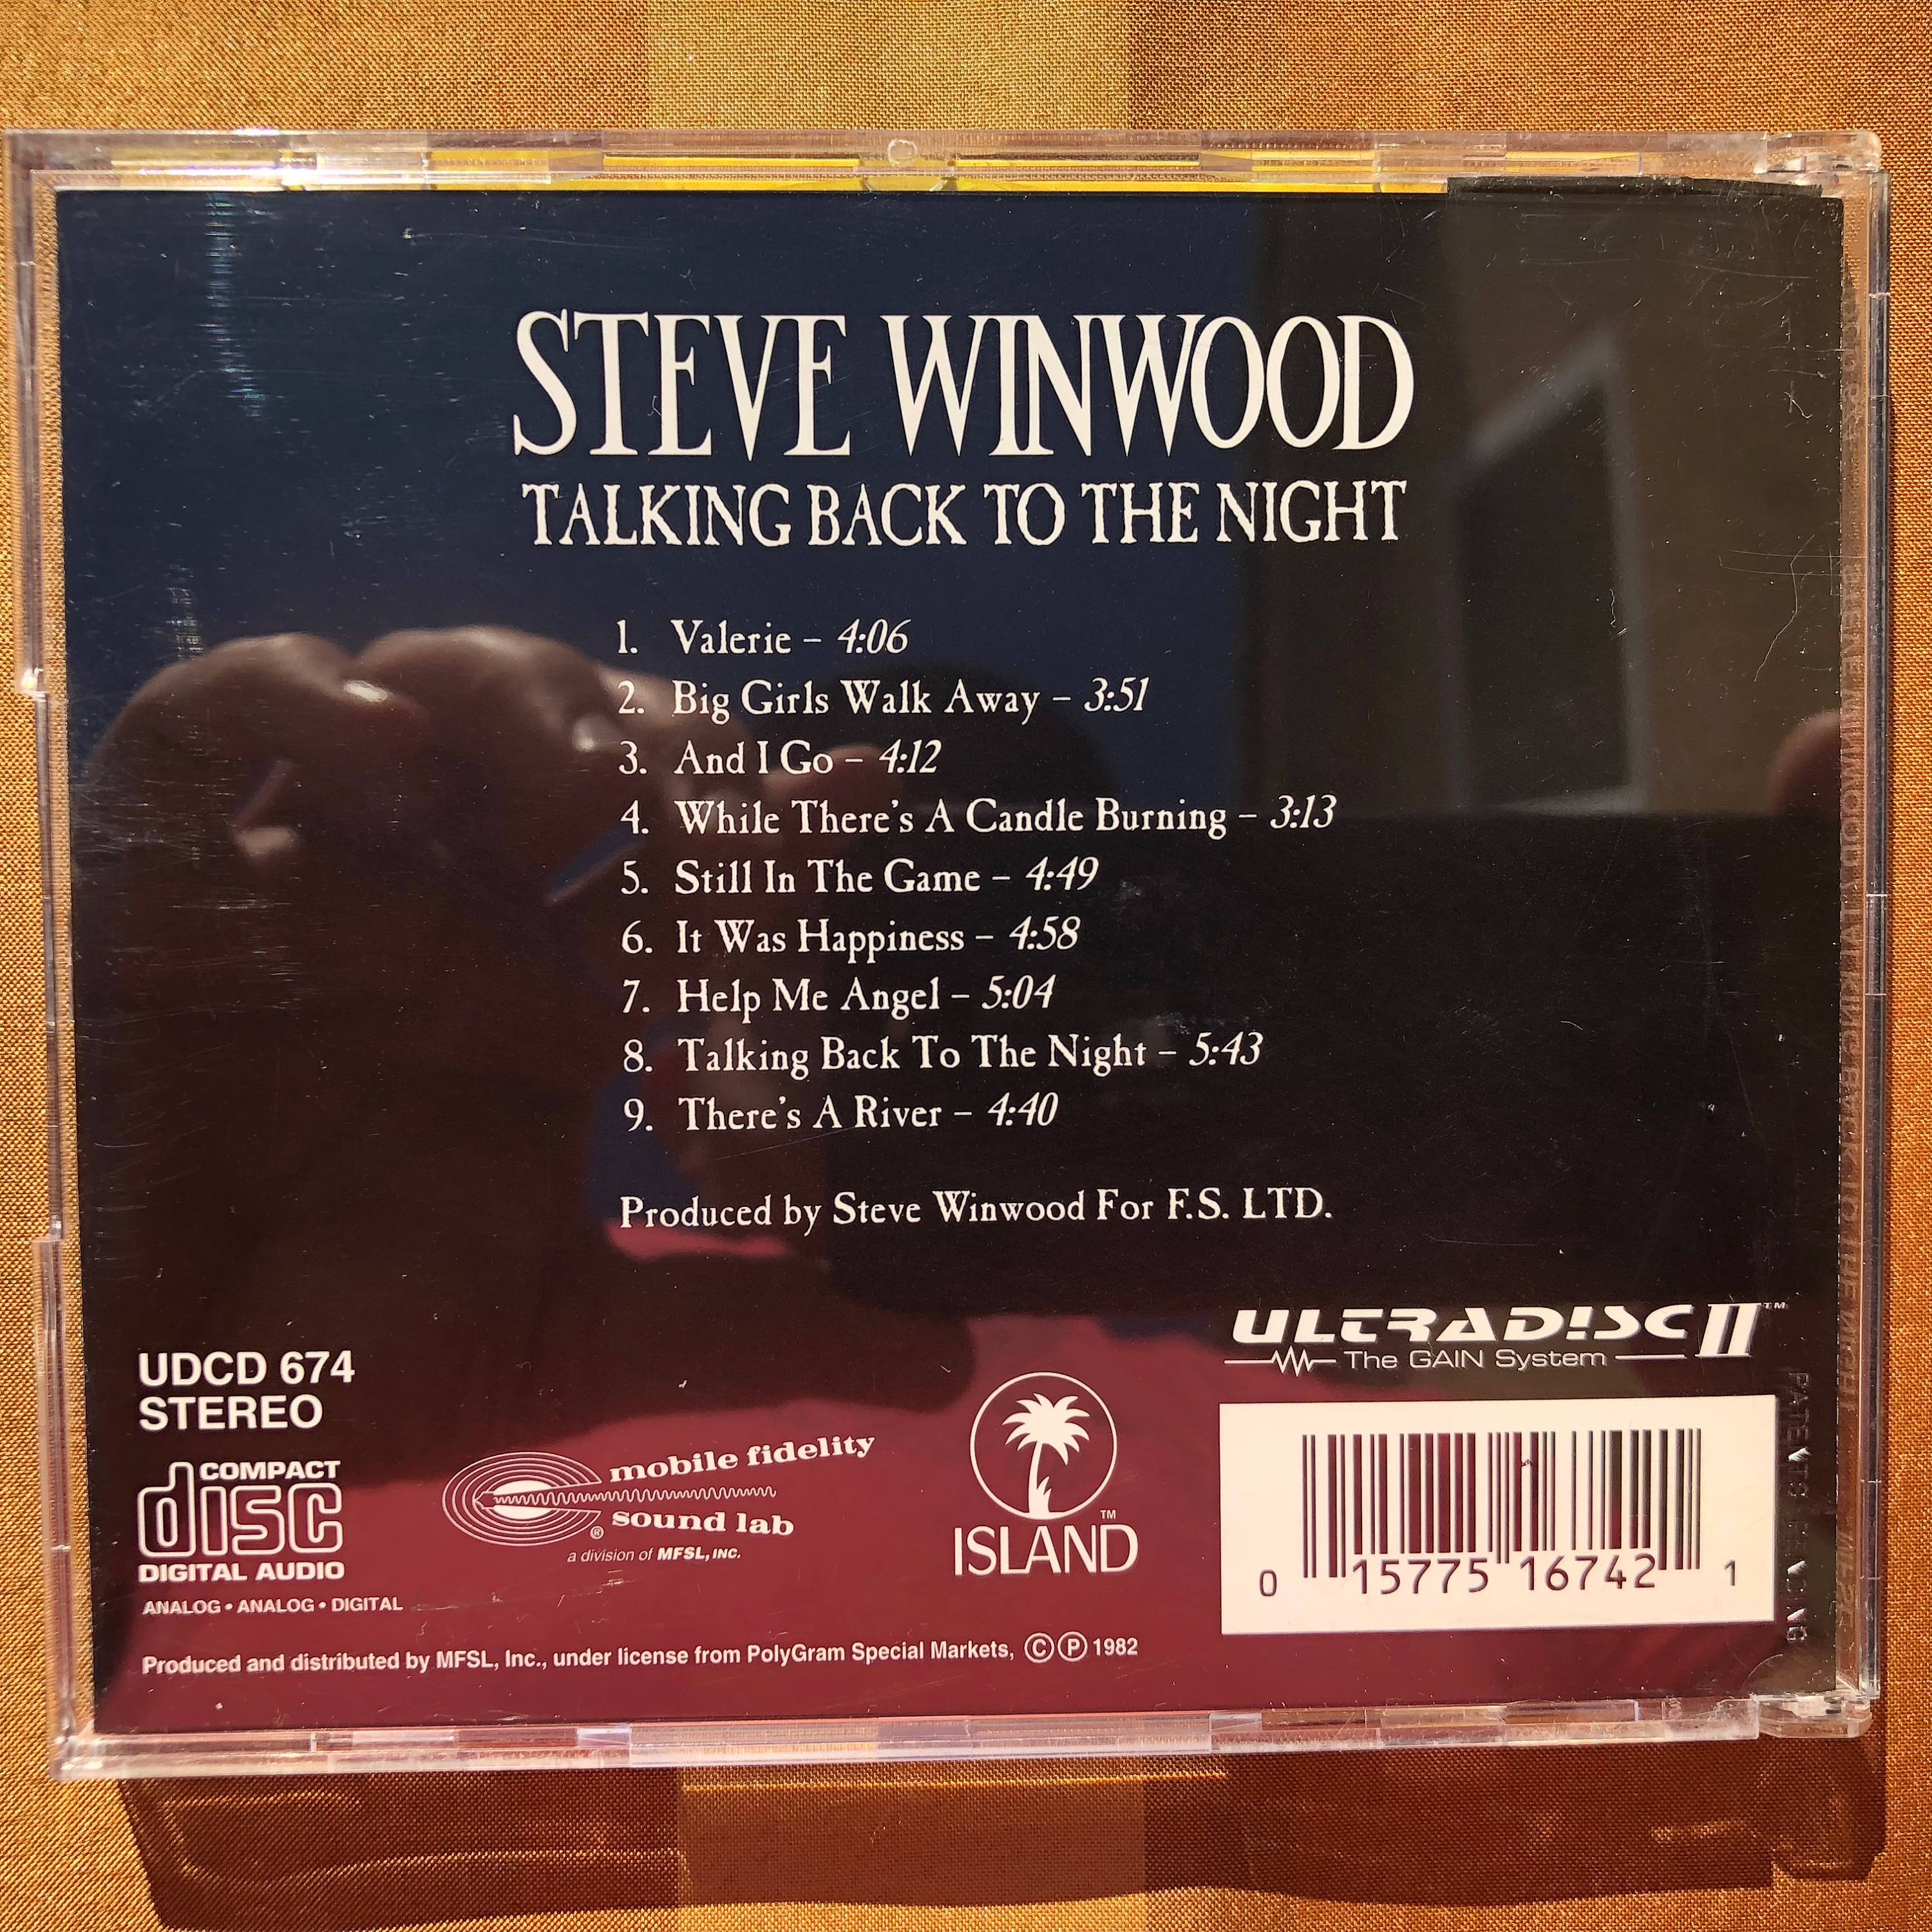 STEVE WINWOOD
TALKING BACK TO THE NIGHT
1. Valerie – 4:06
2. Big Girls Walk Away – 3:51
3. And I Go – 4:12
4. While There's A Candle Burning – 3:13
5. Still In The Game – 4:49
6. It Was Happiness – 4:58
7. Help Me Angel – 5:04
8. Talking Back To The Night – 5:43
9. There's A River – 4:40
Produced by Steve Winwood For F.S. LTD.
ULTRADISC II™
The GAIN System
UDCD 674
STEREO
COMPACT
disc
DIGITAL AUDIO
ANALOG • ANALOG • DIGITAL
mobile fidelity
sound lab
®
a division of MFSL, INC.
TM
ISLAND
0 15775 16742 1
Produced and distributed by MFSL, Inc., under license from PolyGram Special Markets, Ⓒ Ⓟ 1982
PATENTS PENDING